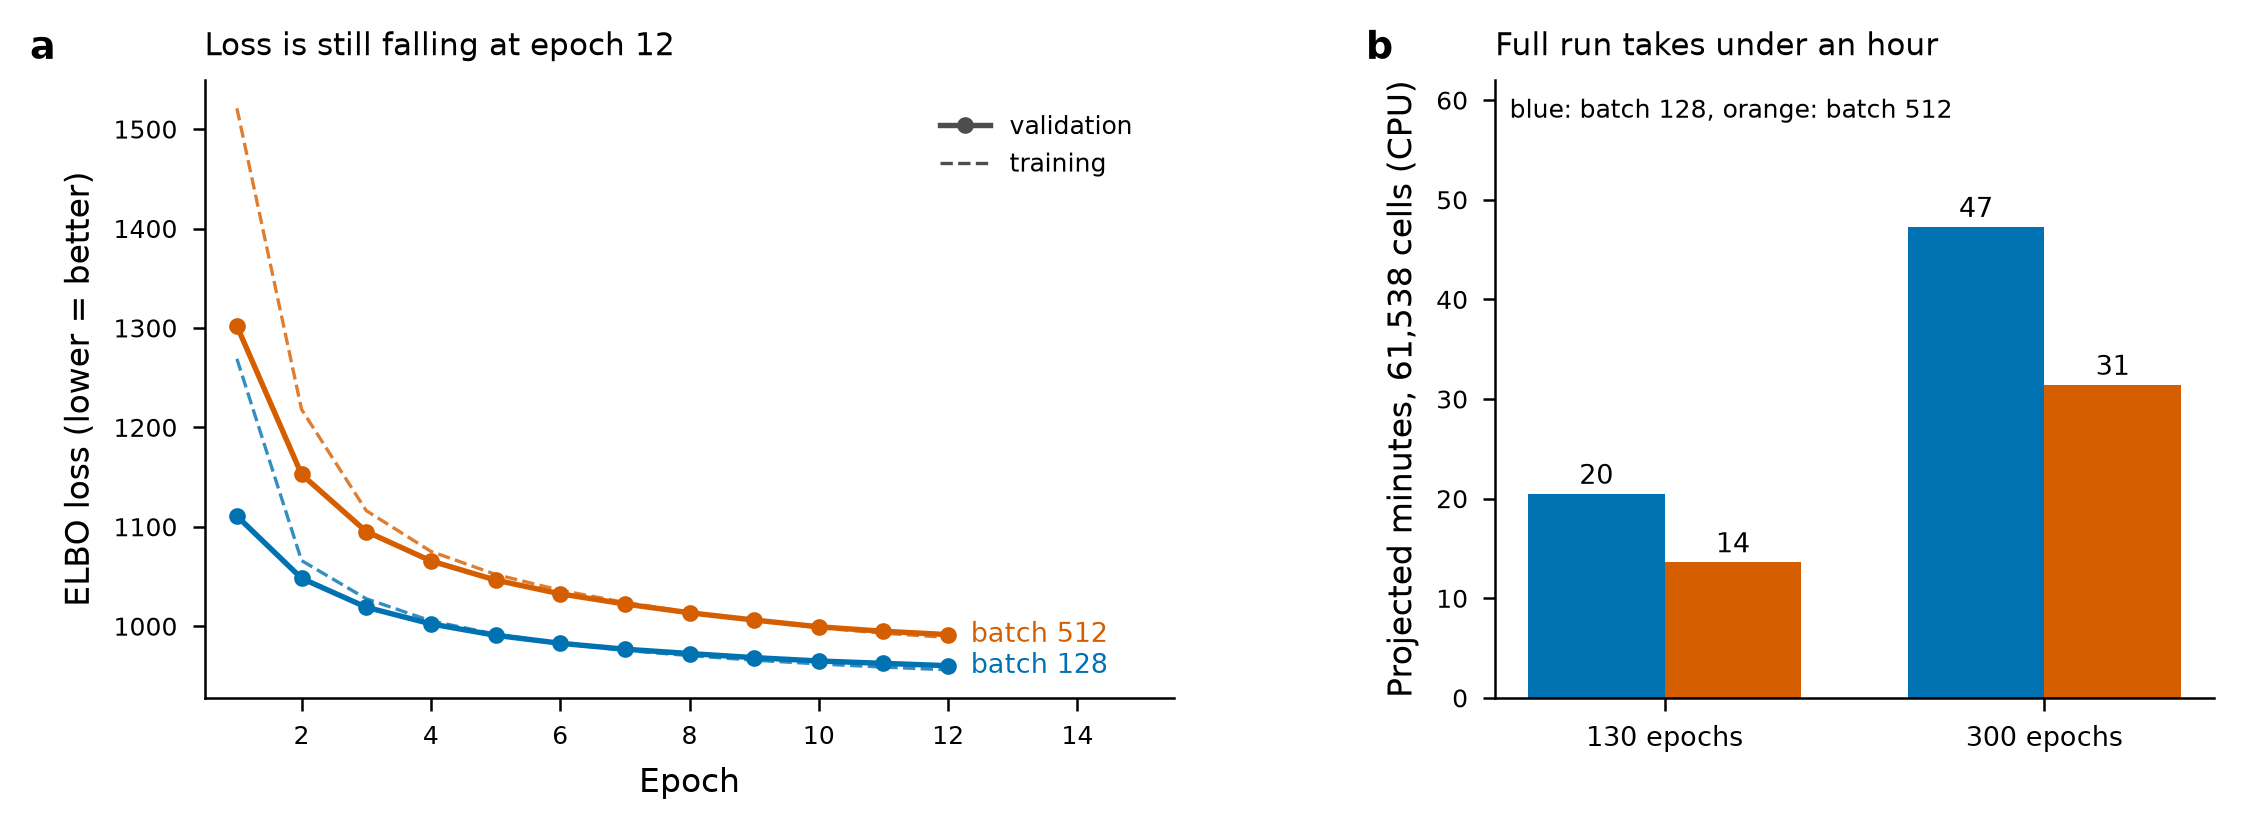 a
Loss is still falling at epoch 12
ELBO loss (lower = better)
1500
1400
1300
1200
1100
1000
validation
training
batch 512
batch 128
2 4 6 8 10 12 14
Epoch
b
Full run takes under an hour
Projected minutes, 61,538 cells (CPU)
60
50
40
30
20
10
0
blue: batch 128, orange: batch 512
20
14
47
31
130 epochs 300 epochs